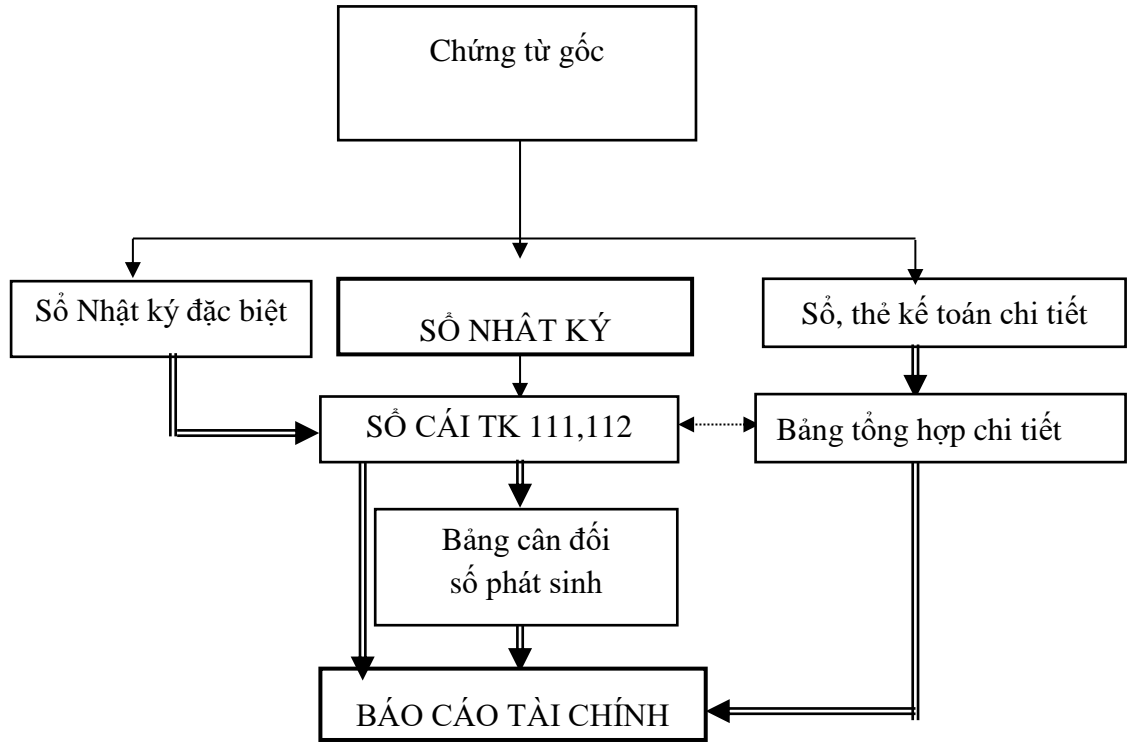 Chứng từ gốc
Sổ Nhật ký đặc biệt
SỔ NHÂT KÝ
Sổ, thẻ kế toán chi tiết
SỔ CÁI TK 111,112
Bảng tổng hợp chi tiết
Bảng cân đối
số phát sinh
BÁO CÁO TÀI CHÍNH